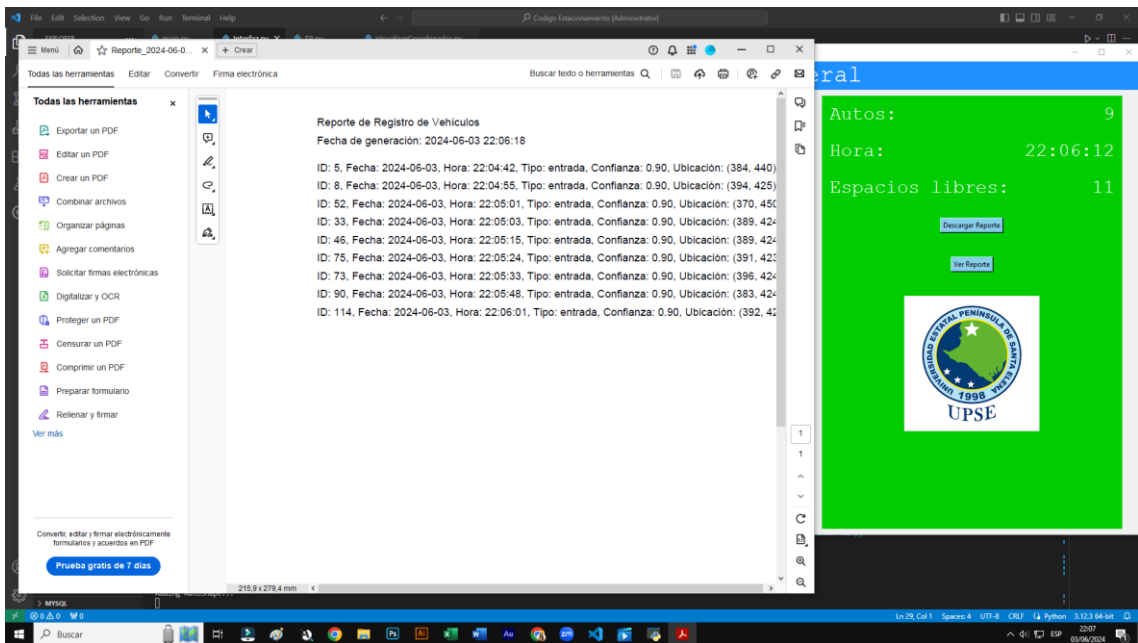 File Edit Selection View Go Run Terminal Help
Codigo Estacionamiento [Administrator]
EXPLORER
main.py
Interfaz.py
Menú
Reporte_2024-06-0...
+ Crear
Todas las herramientas Editar Convertir Firma electrónica
Buscar texto o herramientas
Todas las herramientas
Exportar un PDF
Editar un PDF
Crear un PDF
Combinar archivos
Organizar páginas
Agregar comentarios
Solicitar firmas electrónicas
Digitalizar y OCR
Proteger un PDF
Censurar un PDF
Comprimir un PDF
Preparar formulario
Rellenar y firmar
Ver más
Convertir, editar y firmar electrónicamente
formularios y acuerdos en PDF
Prueba gratis de 7 días
Reporte de Registro de Vehículos
Fecha de generación: 2024-06-03 22:06:18
ID: 5, Fecha: 2024-06-03, Hora: 22:04:42, Tipo: entrada, Confianza: 0.90, Ubicación: (384, 440)
ID: 8, Fecha: 2024-06-03, Hora: 22:04:55, Tipo: entrada, Confianza: 0.90, Ubicación: (394, 425)
ID: 52, Fecha: 2024-06-03, Hora: 22:05:01, Tipo: entrada, Confianza: 0.90, Ubicación: (370, 450
ID: 33, Fecha: 2024-06-03, Hora: 22:05:03, Tipo: entrada, Confianza: 0.90, Ubicación: (389, 424
ID: 46, Fecha: 2024-06-03, Hora: 22:05:15, Tipo: entrada, Confianza: 0.90, Ubicación: (389, 424
ID: 75, Fecha: 2024-06-03, Hora: 22:05:24, Tipo: entrada, Confianza: 0.90, Ubicación: (391, 423
ID: 73, Fecha: 2024-06-03, Hora: 22:05:33, Tipo: entrada, Confianza: 0.90, Ubicación: (396, 424
ID: 90, Fecha: 2024-06-03, Hora: 22:05:48, Tipo: entrada, Confianza: 0.90, Ubicación: (383, 424
ID: 114, Fecha: 2024-06-03, Hora: 22:06:01, Tipo: entrada, Confianza: 0.90, Ubicación: (392, 42
1
1
215,9 x 279,4 mm
eral
Autos: 9
Hora: 22:06:12
Espacios libres: 11
Descargar Reporte
Ver Reporte
UNIVERSIDAD ESTATAL PENÍNSULA DE SANTA ELENA
1998
UPSE
MYSQL
0 0 0
Ln 29, Col 1 Spaces: 4 UTF-8 CRLF Python 3.12.3 64-bit
Buscar
ESP
22:07
03/06/2024